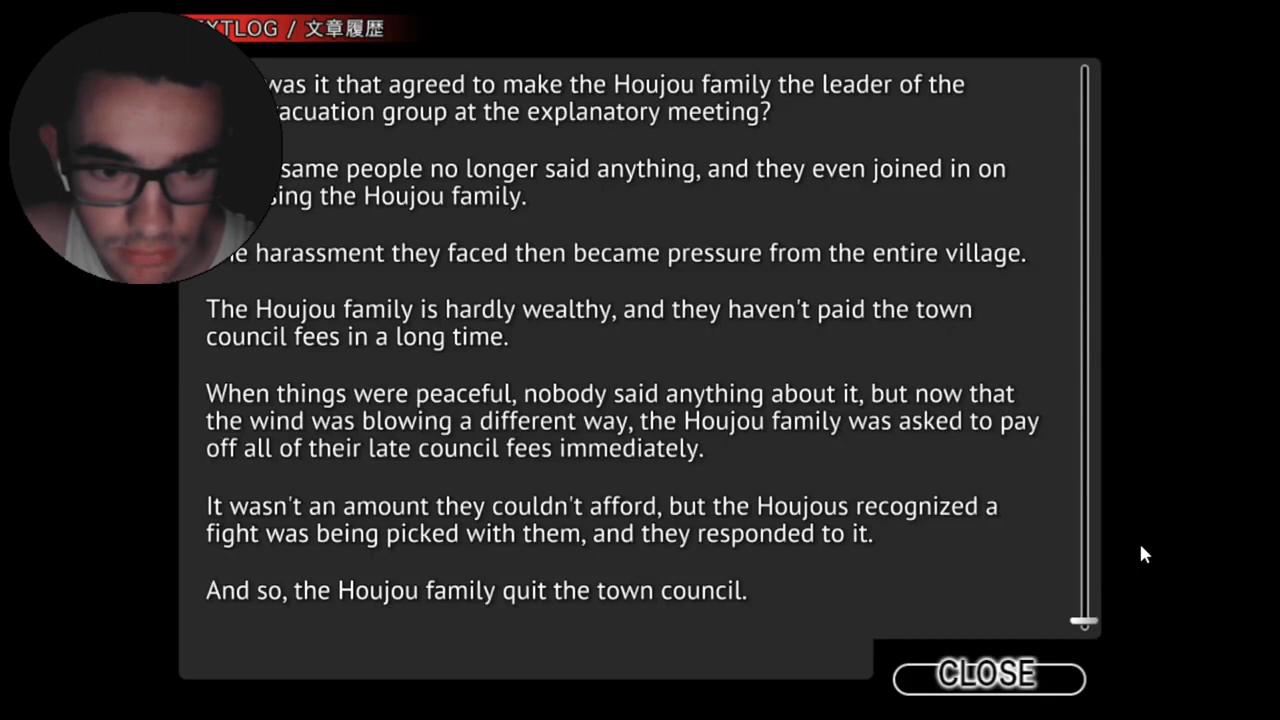 XTLOG / 文章履歴
was it that agreed to make the Houjou family the leader of the
acuation group at the explanatory meeting?
same people no longer said anything, and they even joined in on
ing the Houjou family.
e harassment they faced then became pressure from the entire village.
The Houjou family is hardly wealthy, and they haven't paid the town
council fees in a long time.
When things were peaceful, nobody said anything about it, but now that
the wind was blowing a different way, the Houjou family was asked to pay
off all of their late council fees immediately.
It wasn't an amount they couldn't afford, but the Houjous recognized a
fight was being picked with them, and they responded to it.
And so, the Houjou family quit the town council.
CLOSE